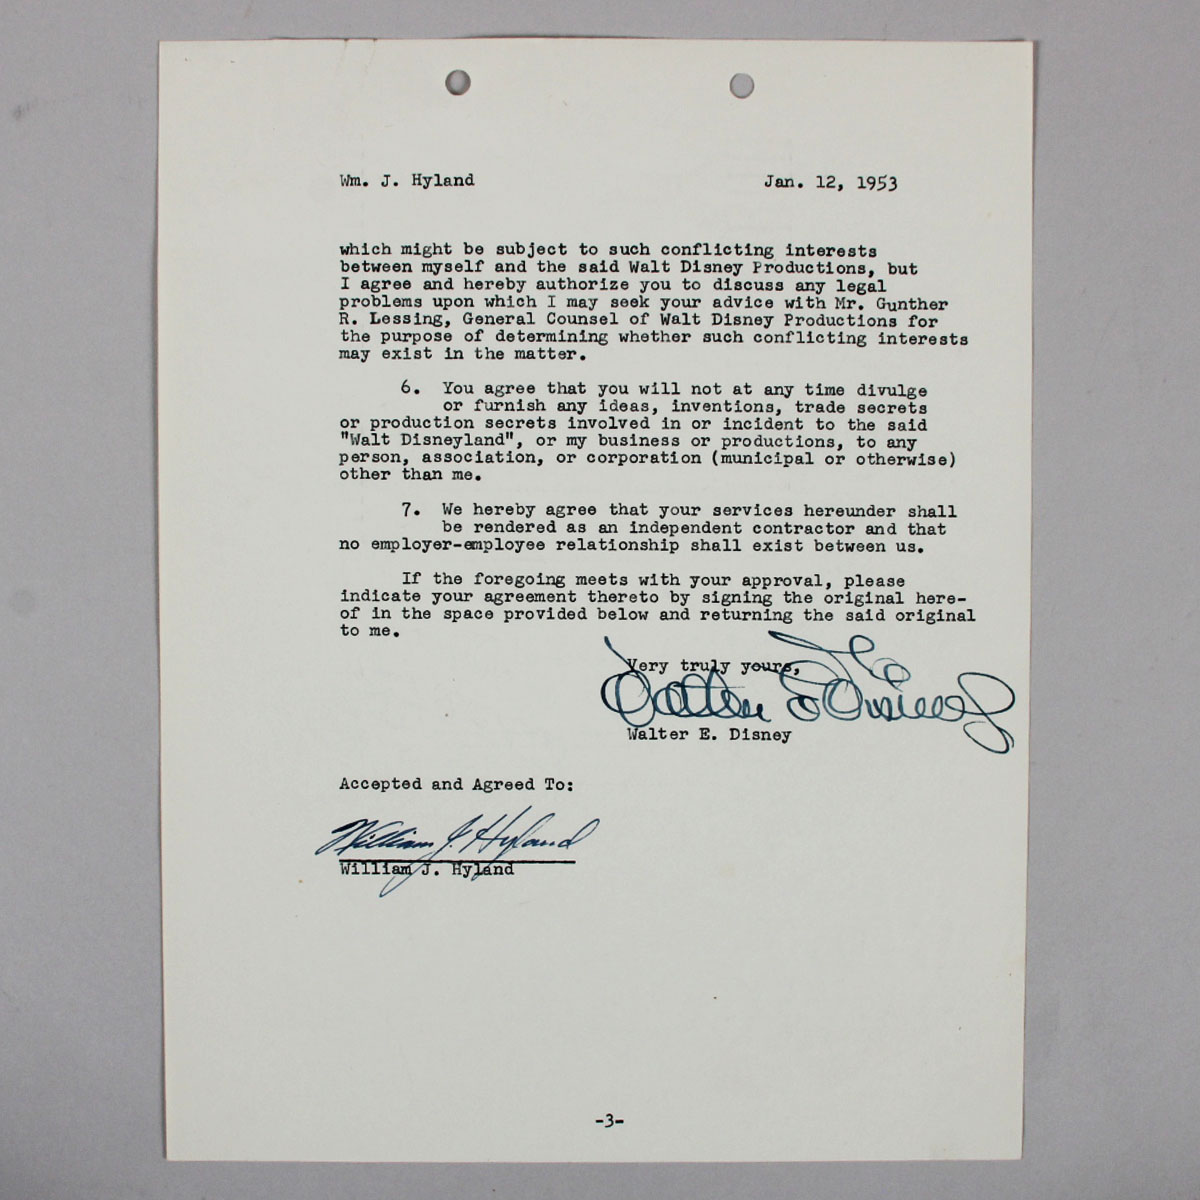 Wm. J. Hyland Jan. 12, 1953
which might be subject to such conflicting interests
between myself and the said Walt Disney Productions, but
I agree and hereby authorize you to discuss any legal
problems upon which I may seek your advice with Mr. Gunther
R. Lessing, General Counsel of Walt Disney Productions for
the purpose of determining whether such conflicting interests
may exist in the matter.
6. You agree that you will not at any time divulge
or furnish any ideas, inventions, trade secrets
or production secrets involved in or incident to the said
"Walt Disneyland", or my business or productions, to any
person, association, or corporation (municipal or otherwise)
other than me.
7. We hereby agree that your services hereunder shall
be rendered as an independent contractor and that
no employer-employee relationship shall exist between us.
If the foregoing meets with your approval, please
indicate your agreement thereto by signing the original here-
of in the space provided below and returning the said original
to me.
Very truly yours,
Walter E Disney
Walter E. Disney
Accepted and Agreed To:
William J. Hyland
William J. Hyland
-3-